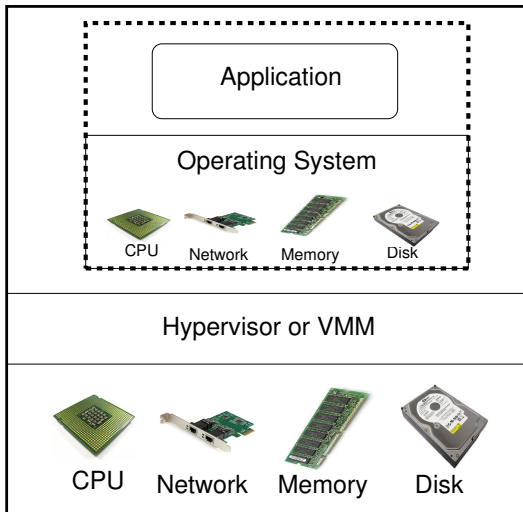 Application
Operating System
CPU Network Memory Disk
Hypervisor or VMM
CPU Network Memory Disk